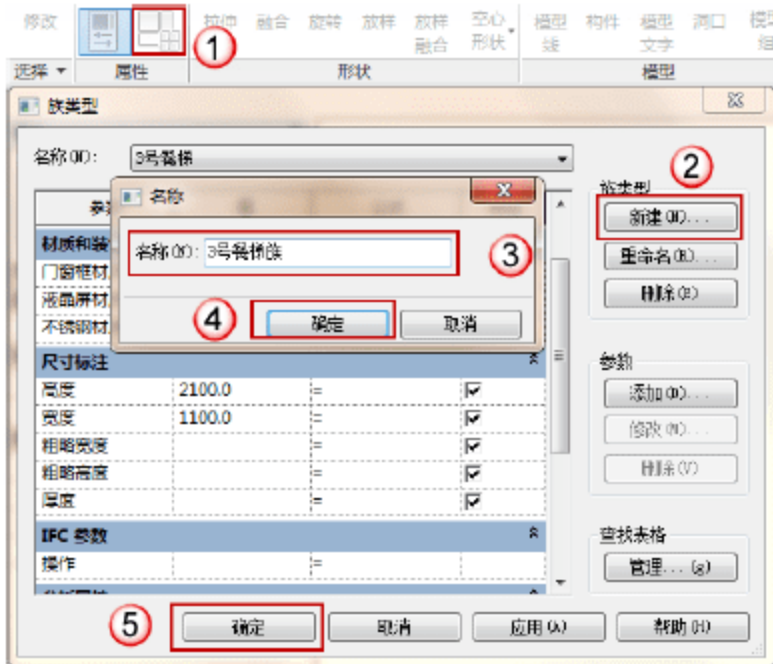 修改 拉伸 融合 旋转 放样 放样融合 空心形状 模型线 构件 模型文字 洞口
①
选择 属性 形状 模型
族类型
名称(N): 3号餐梯
②
族类型
名称
新建(N)...
名称(N): 3号餐梯族
③
材质和装
重命名(R)...
门窗框材
液晶屏材
删除(E)
④
确定 取消
不锈钢材
尺寸标注
参数
高度 2100.0 =
添加(D)...
宽度 1100.0 =
修改(M)...
粗略宽度 =
粗略高度 =
删除(V)
厚度 =
IFC 参数
查找表格
操作 =
管理...(G)
⑤
确定 取消 应用(A) 帮助(H)